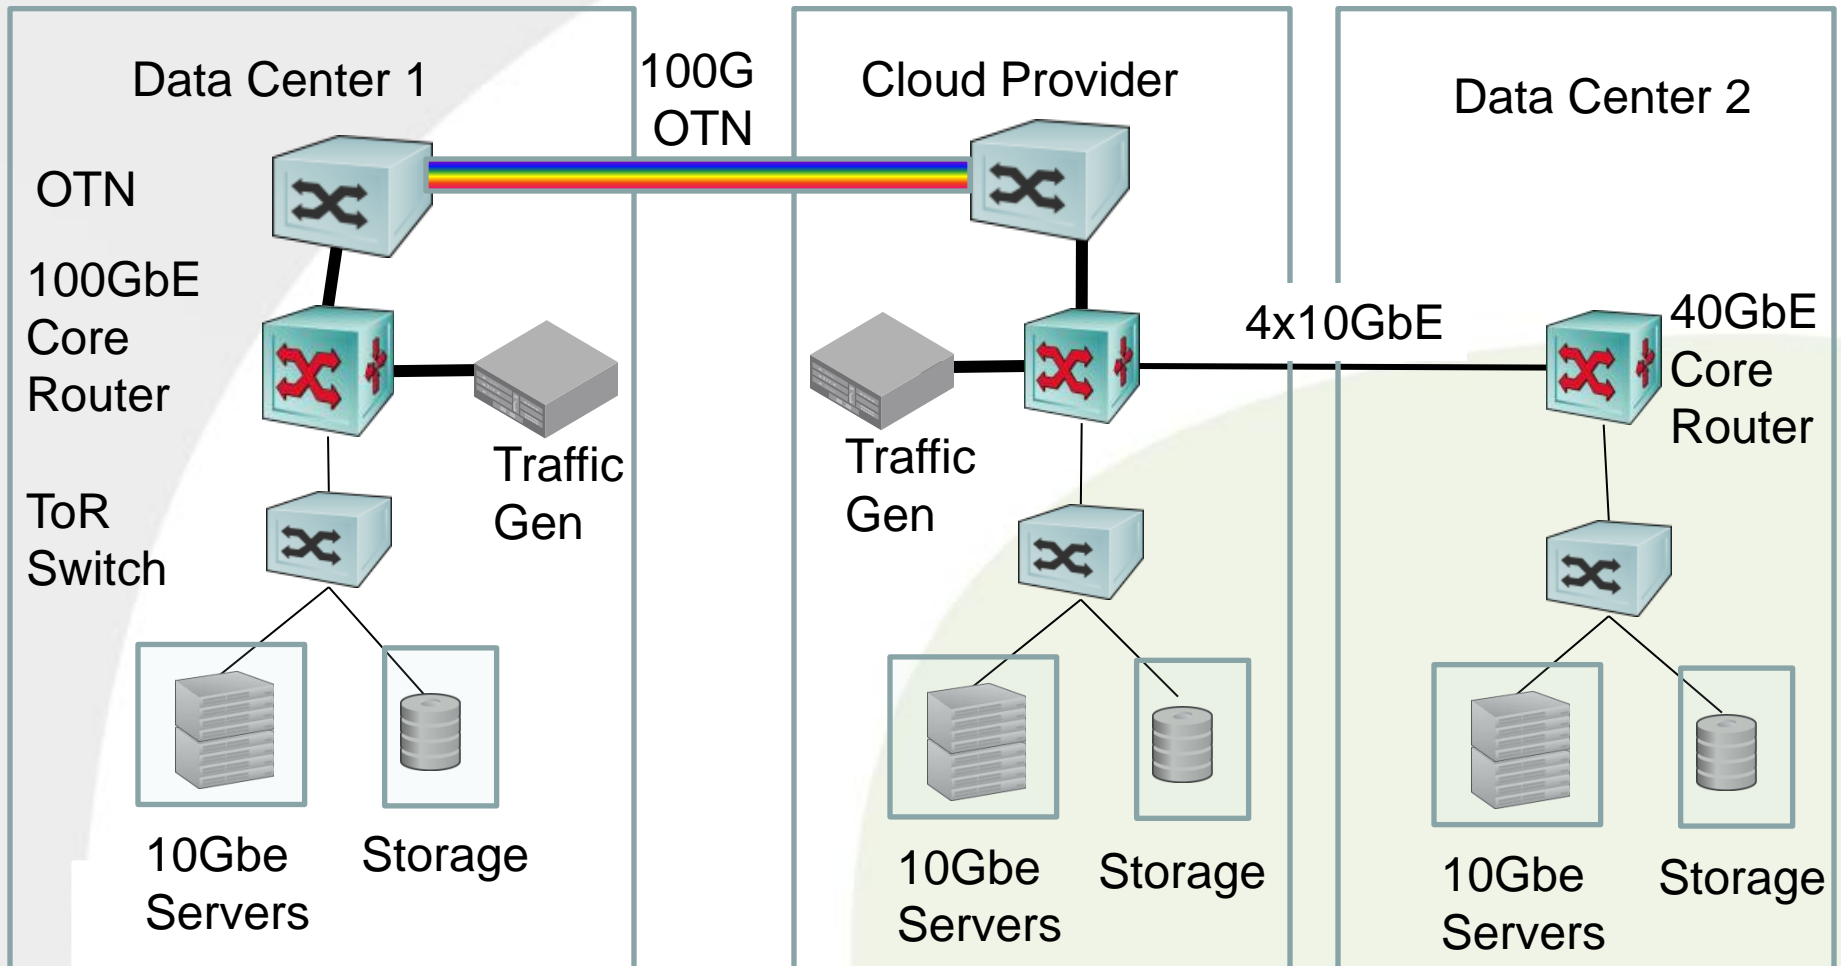 Data Center 1
100G
OTN
Cloud Provider
Data Center 2
OTN
100GbE
Core
Router
4x10GbE
40GbE
Core
Router
Traffic
Gen
Traffic
Gen
ToR
Switch
10Gbe
Servers
Storage
10Gbe
Servers
Storage
10Gbe
Servers
Storage